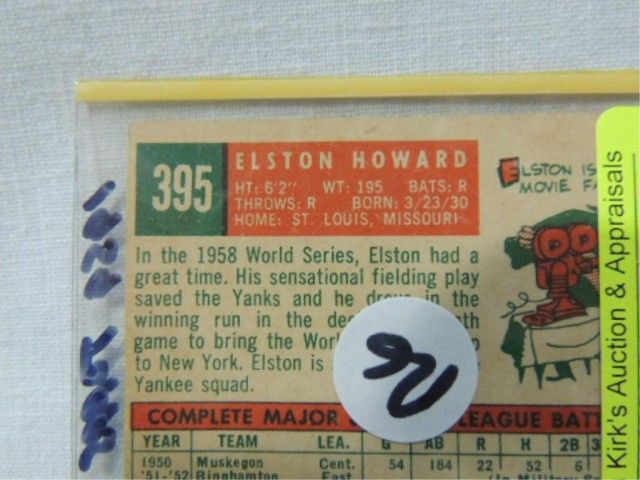 395
ELSTON HOWARD
HT: 6'2" WT: 195 BATS: R
THROWS: R BORN: 3/23/30
HOME: ST. LOUIS, MISSOURI
ELSTON IS
MOVIE FA
In the 1958 World Series, Elston had a
great time. His sensational fielding play
saved the Yanks and he drove in the
winning run in the dec th
game to bring the Worl p
to New York. Elston is
Yankee squad.
COMPLETE MAJOR LEAGUE BATT
YEAR TEAM LEA. G AB R H 2B 3
1950 Muskegon Cent. 54 184 22 52 6
'51-'52 Binghamton East. (In Military S
Kirk's Auction & Appraisals